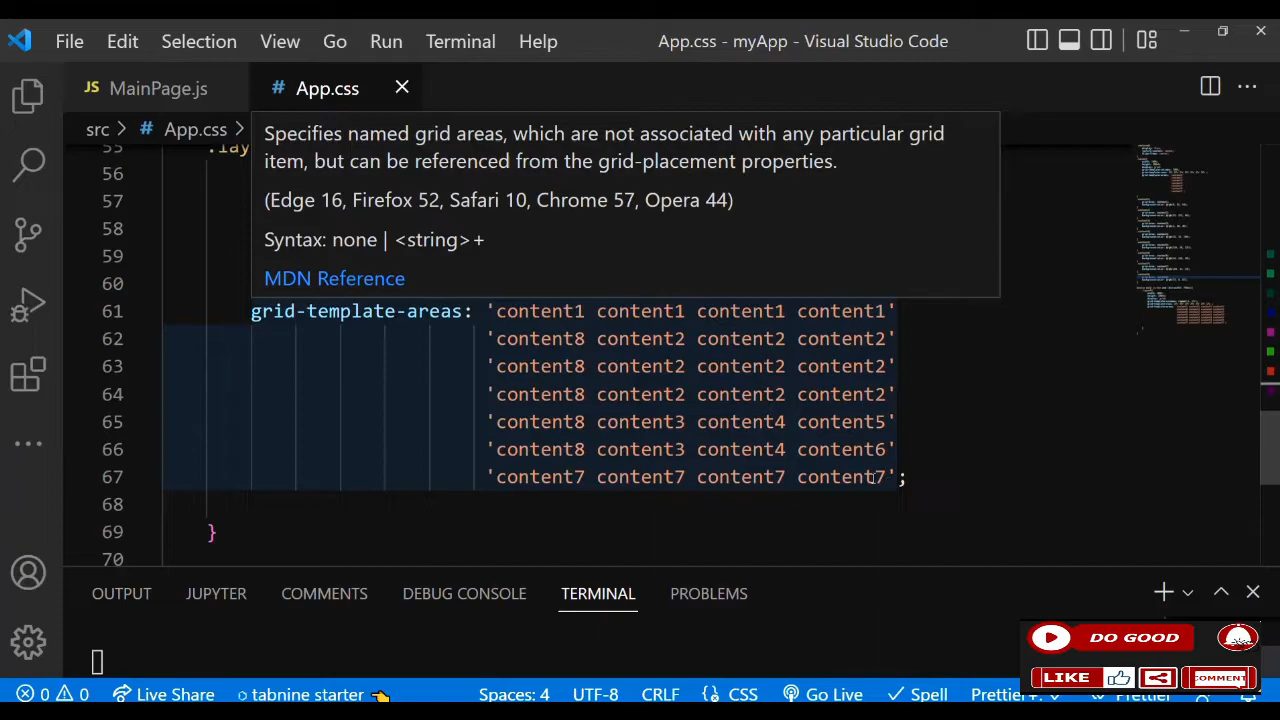 File Edit Selection View Go Run Terminal Help App.css - myApp - Visual Studio Code
JS MainPage.js # App.css
src > # App.css >
55 .lay
Specifies named grid areas, which are not associated with any particular grid
item, but can be referenced from the grid-placement properties.
(Edge 16, Firefox 52, Safari 10, Chrome 57, Opera 44)
Syntax: none | <string>+
MDN Reference
56
57
58
59
60
61 grid-template-areas: 'content1 content1 content1 content1'
62 'content8 content2 content2 content2'
63 'content8 content2 content2 content2'
64 'content8 content2 content2 content2'
65 'content8 content3 content4 content5'
66 'content8 content3 content4 content6'
67 'content7 content7 content7 content7';
68
69 }
70
OUTPUT JUPYTER COMMENTS DEBUG CONSOLE TERMINAL PROBLEMS
DO GOOD
LIKE COMMENT
0 0 Live Share tabnine starter Spaces: 4 UTF-8 CRLF CSS Go Live Spell Prettier+ Prettier